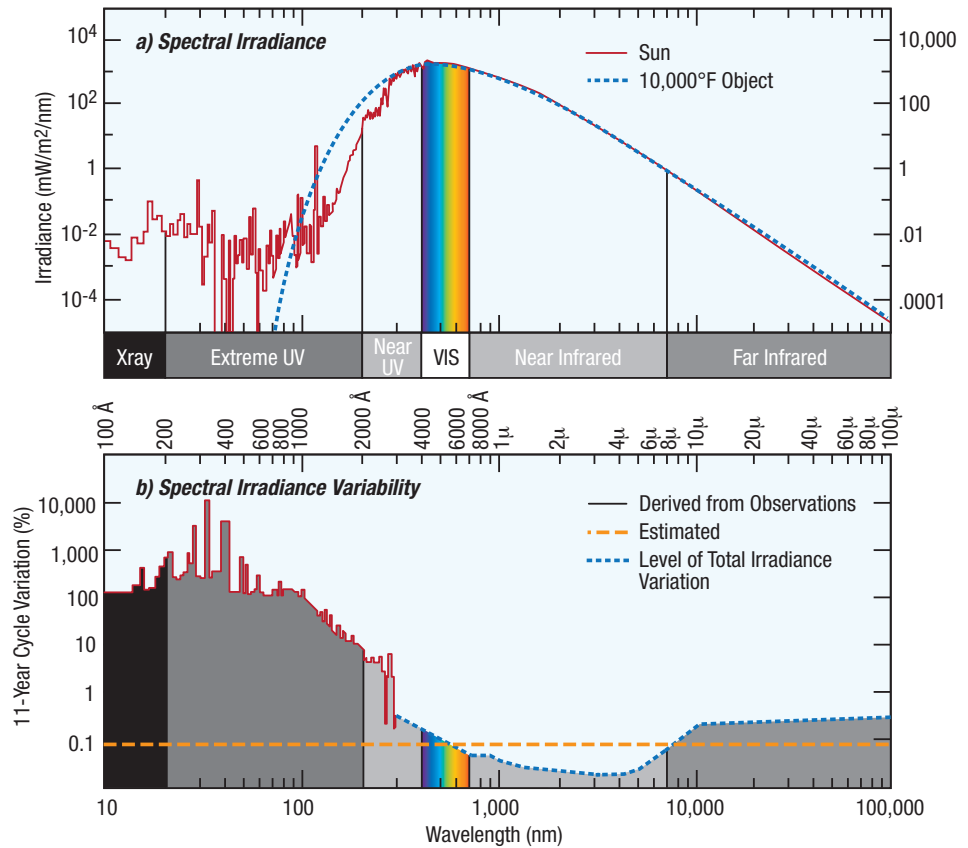 a) Spectral Irradiance
Sun
10,000°F Object
Irradiance (mW/m2/nm)
10^4
10^2
1
10^-2
10^-4
10,000
100
1
.01
.0001
Xray
Extreme UV
Near
UV
VIS
Near Infrared
Far Infrared
100 Å
200
400
600
800
1000
2000 Å
4000
6000
8000 Å
1μ
2μ
4μ
6μ
8μ
10μ
20μ
40μ
60μ
80μ
100μ
b) Spectral Irradiance Variability
Derived from Observations
Estimated
Level of Total Irradiance
Variation
11-Year Cycle Variation (%)
10,000
1,000
100
10
1
0.1
10
100
1,000
10,000
100,000
Wavelength (nm)